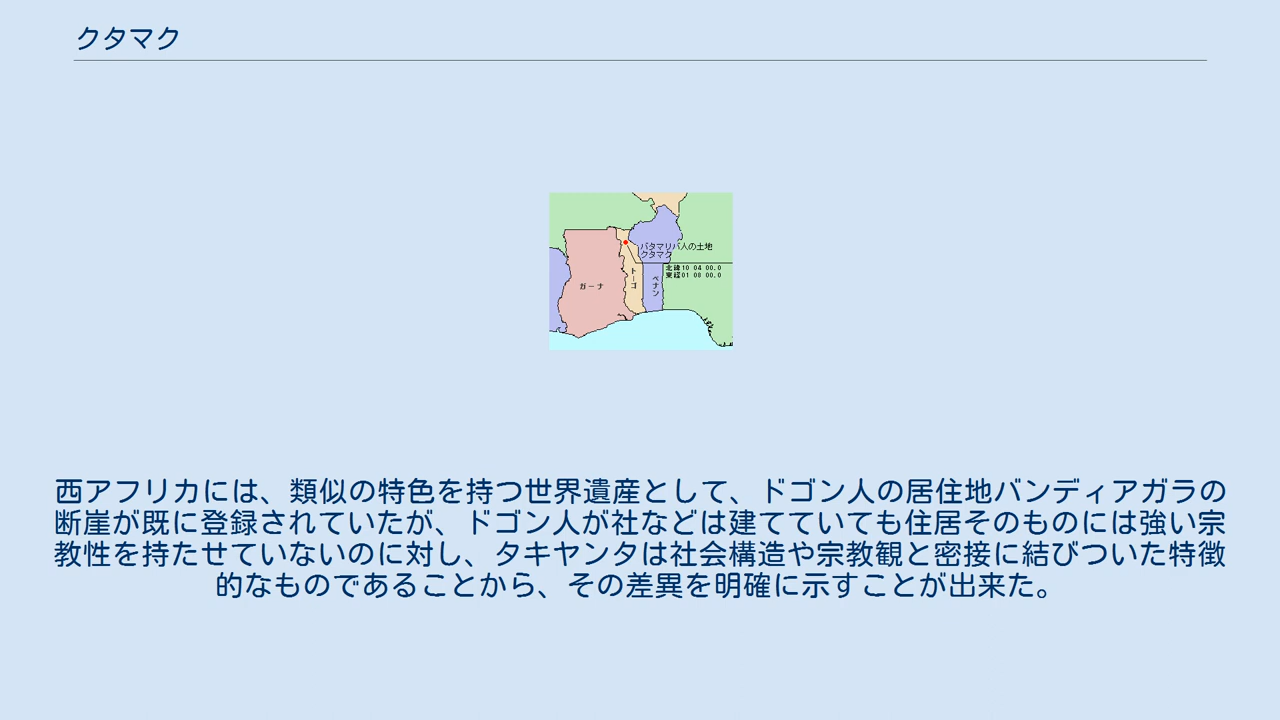 クタマク
バタマリバ人の土地
クタマク
北緯10 04 00.0
東経01 08 00.0
ガーナ
トーゴ
ベナン
西アフリカには、類似の特色を持つ世界遺産として、ドゴン人の居住地バンディアガラの
断崖が既に登録されていたが、ドゴン人が社などは建てていても住居そのものには強い宗
教性を持たせていないのに対し、タキヤンタは社会構造や宗教観と密接に結びついた特徴
的なものであることから、その差異を明確に示すことが出来た。